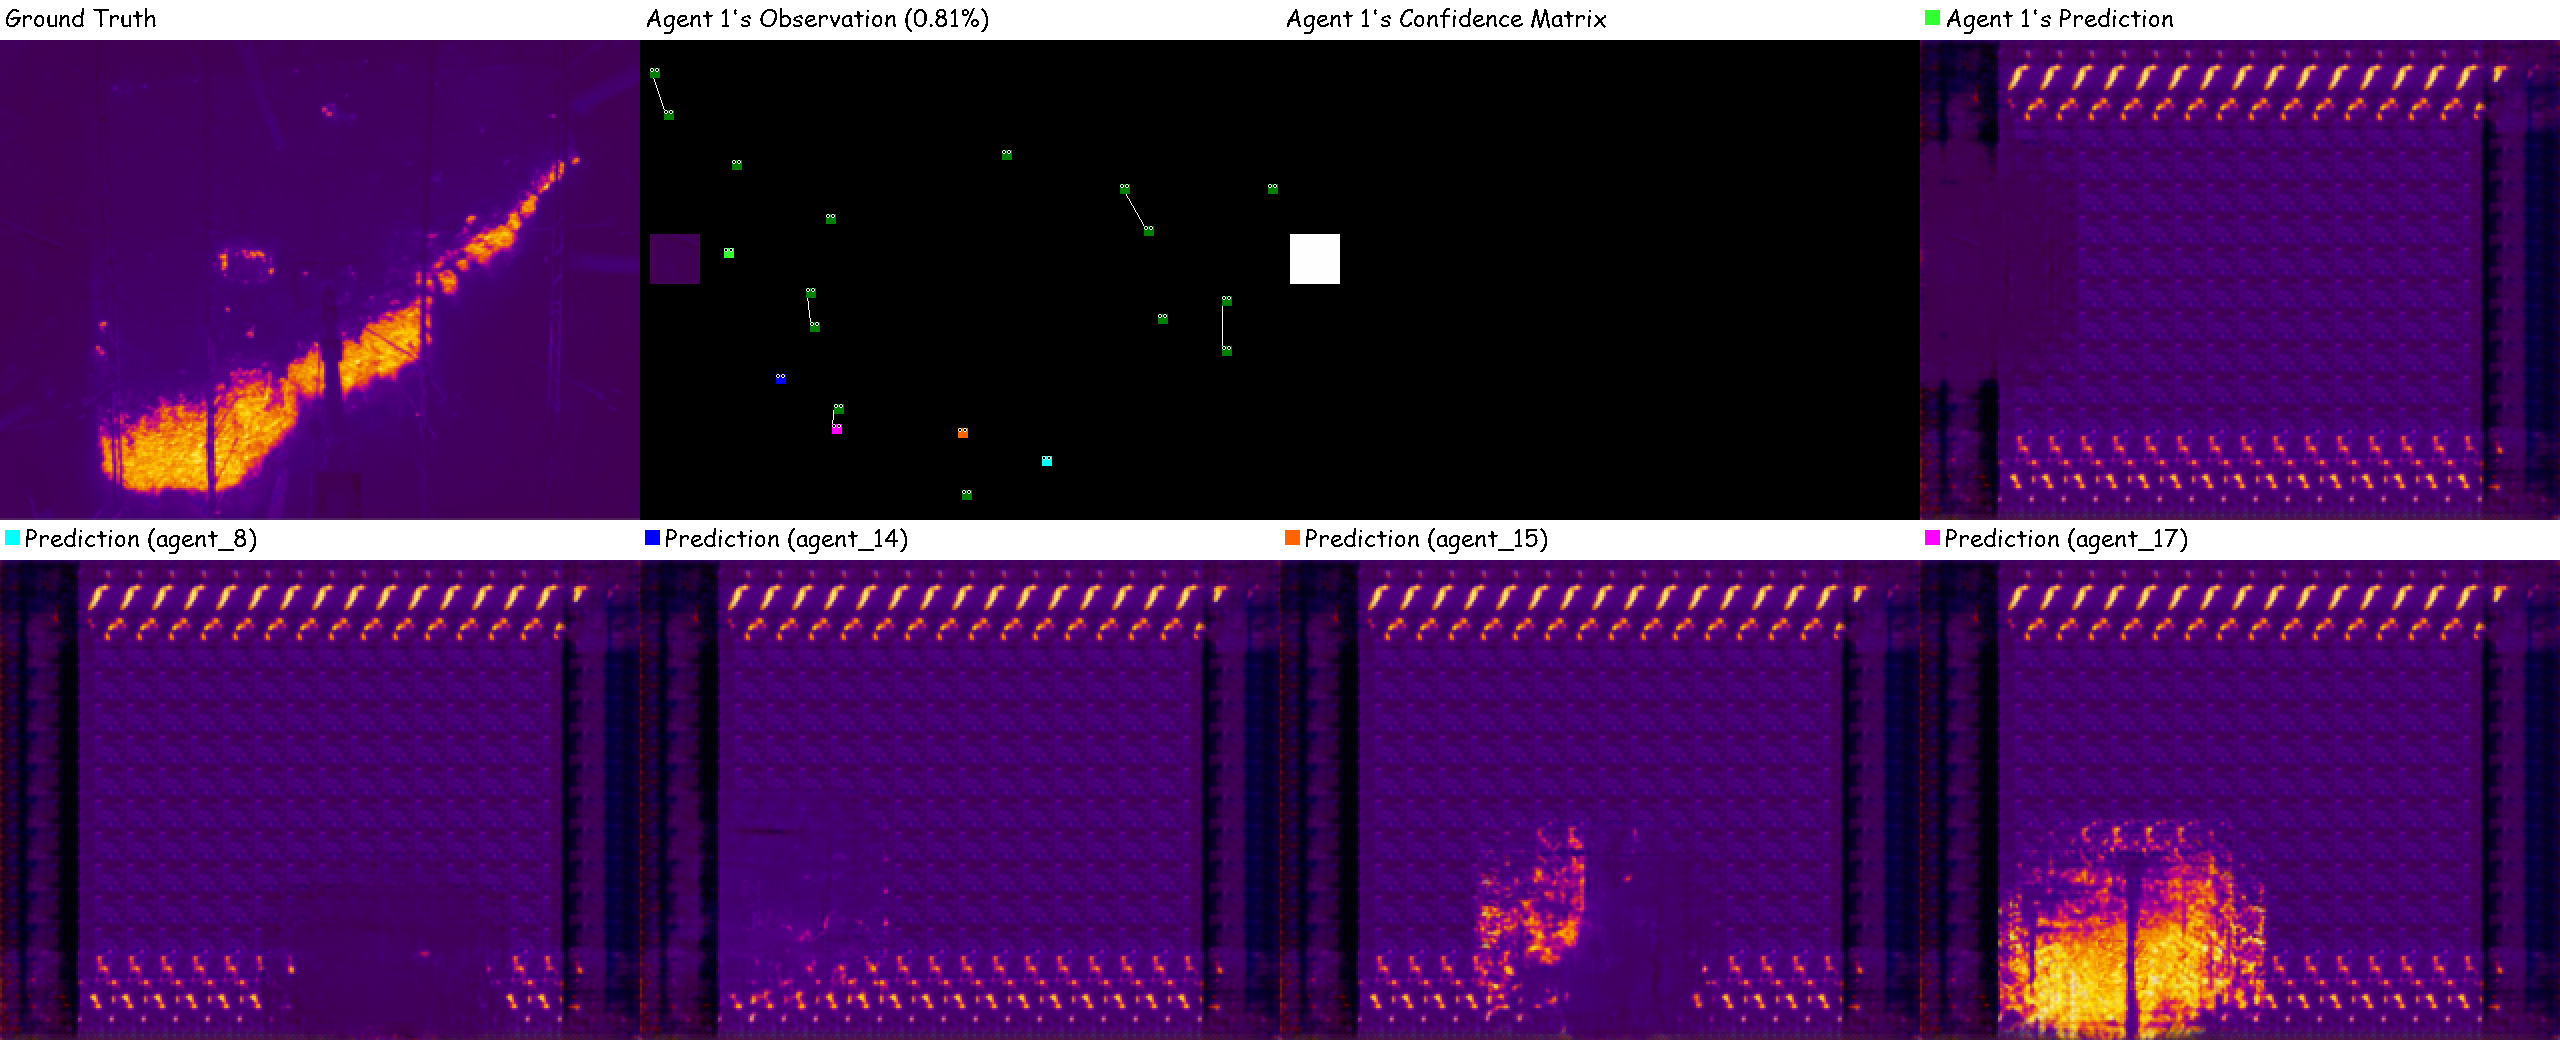 Ground Truth
Agent 1's Observation (0.81%)
Agent 1's Confidence Matrix
Agent 1's Prediction
Prediction (agent_8)
Prediction (agent_14)
Prediction (agent_15)
Prediction (agent_17)